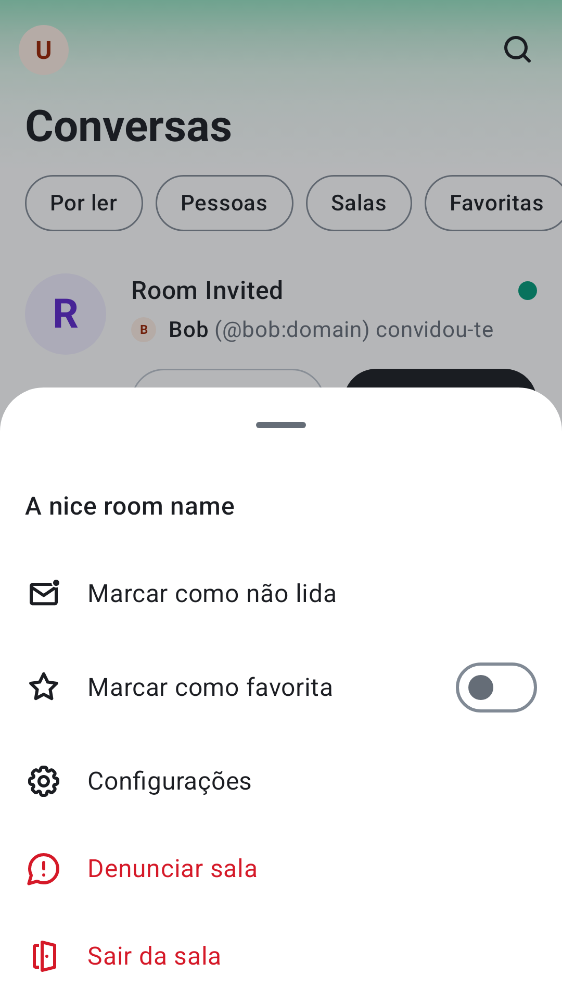 U
Conversas
Por ler
Pessoas
Salas
Favoritas
R
Room Invited
B
Bob (@bob:domain) convidou-te
A nice room name
Marcar como não lida
Marcar como favorita
Configurações
Denunciar sala
Sair da sala